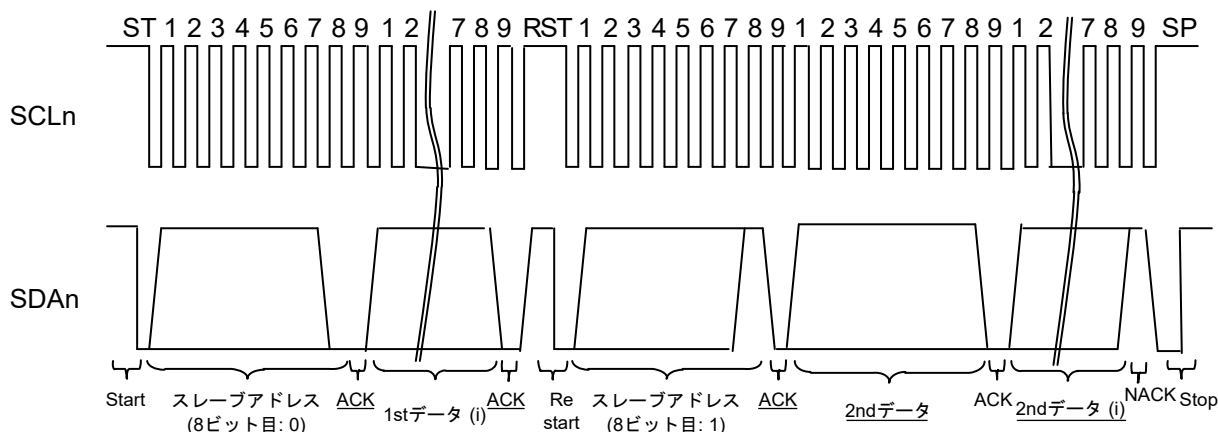 ST 1 2 3 4 5 6 7 8 9 1 2 7 8 9 RST 1 2 3 4 5 6 7 8 9 1 2 3 4 5 6 7 8 9 1 2 7 8 9 SP
SCLn
SDAn
Start
スレーブアドレス
(8ビット目: 0)
ACK
1stデータ (i)
ACK
Re
start
スレーブアドレス
(8ビット目: 1)
ACK
2ndデータ
ACK
2ndデータ (i)
NACK
Stop